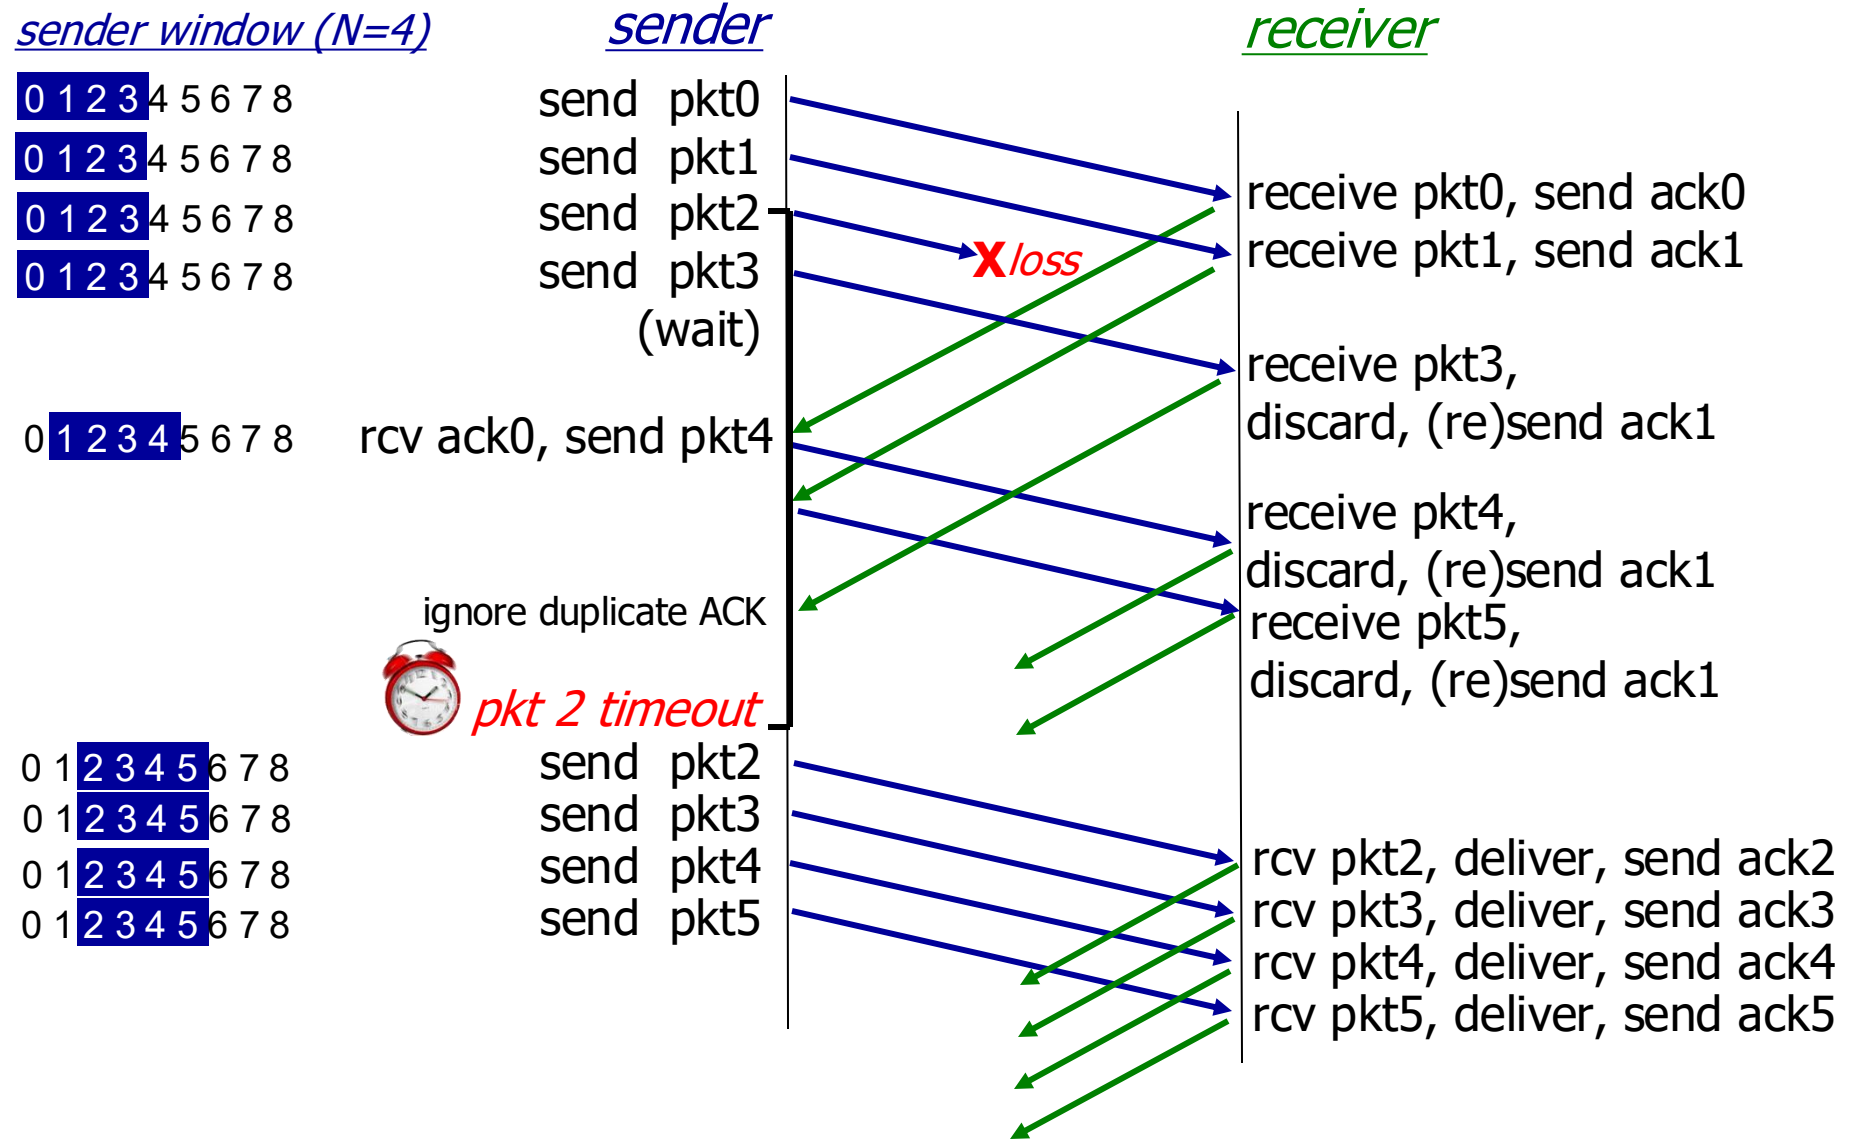 sender window (N=4) sender receiver
0 1 2 3 4 5 6 7 8 send pkt0
0 1 2 3 4 5 6 7 8 send pkt1
receive pkt0, send ack0
0 1 2 3 4 5 6 7 8 send pkt2
X loss
receive pkt1, send ack1
0 1 2 3 4 5 6 7 8 send pkt3
(wait)
receive pkt3,
discard, (re)send ack1
0 1 2 3 4 5 6 7 8 rcv ack0, send pkt4
receive pkt4,
discard, (re)send ack1
ignore duplicate ACK
receive pkt5,
discard, (re)send ack1
pkt 2 timeout
0 1 2 3 4 5 6 7 8 send pkt2
0 1 2 3 4 5 6 7 8 send pkt3
0 1 2 3 4 5 6 7 8 send pkt4
0 1 2 3 4 5 6 7 8 send pkt5
rcv pkt2, deliver, send ack2
rcv pkt3, deliver, send ack3
rcv pkt4, deliver, send ack4
rcv pkt5, deliver, send ack5